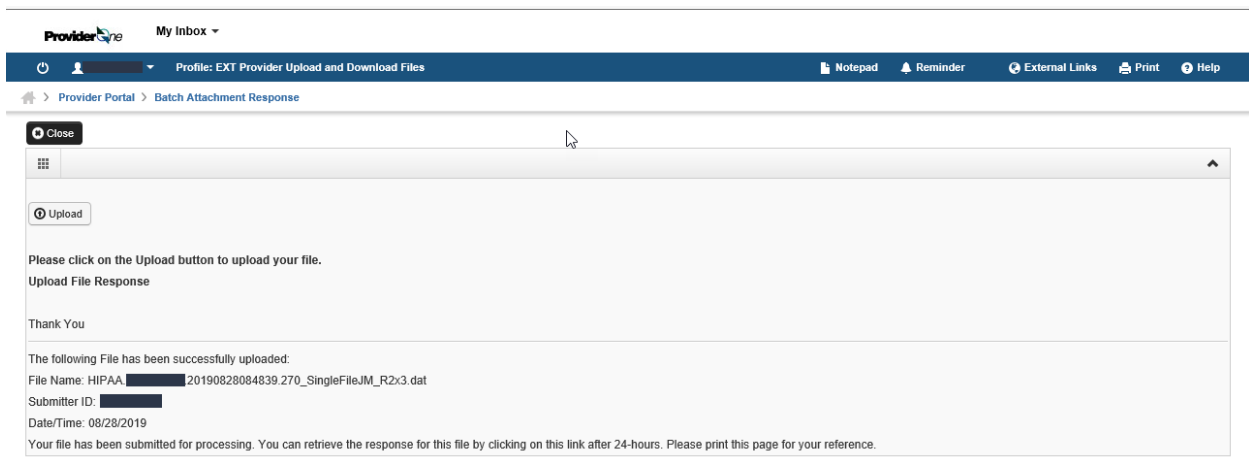 ProviderOne My Inbox
Profile: EXT Provider Upload and Download Files Notepad Reminder External Links Print Help
> Provider Portal > Batch Attachment Response
Close
Upload
Please click on the Upload button to upload your file.
Upload File Response
Thank You
The following File has been successfully uploaded:
File Name: HIPAA. 20190828084839.270_SingleFileJM_R2x3.dat
Submitter ID:
Date/Time: 08/28/2019
Your file has been submitted for processing. You can retrieve the response for this file by clicking on this link after 24-hours. Please print this page for your reference.